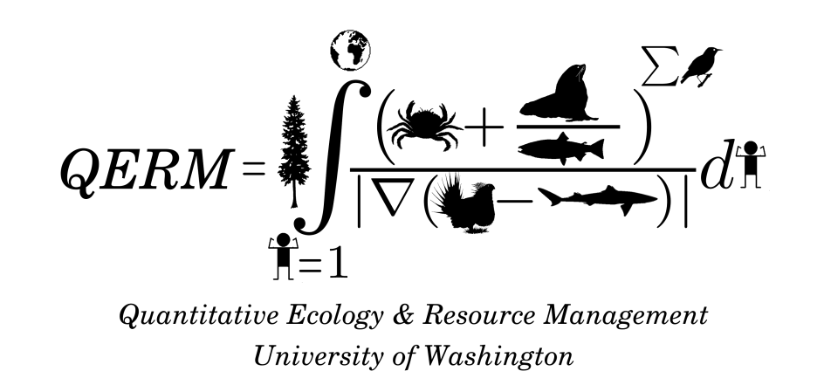 QERM = ∫ ( + )^∑ / |∇( − )| d
=1
Quantitative Ecology & Resource Management
University of Washington